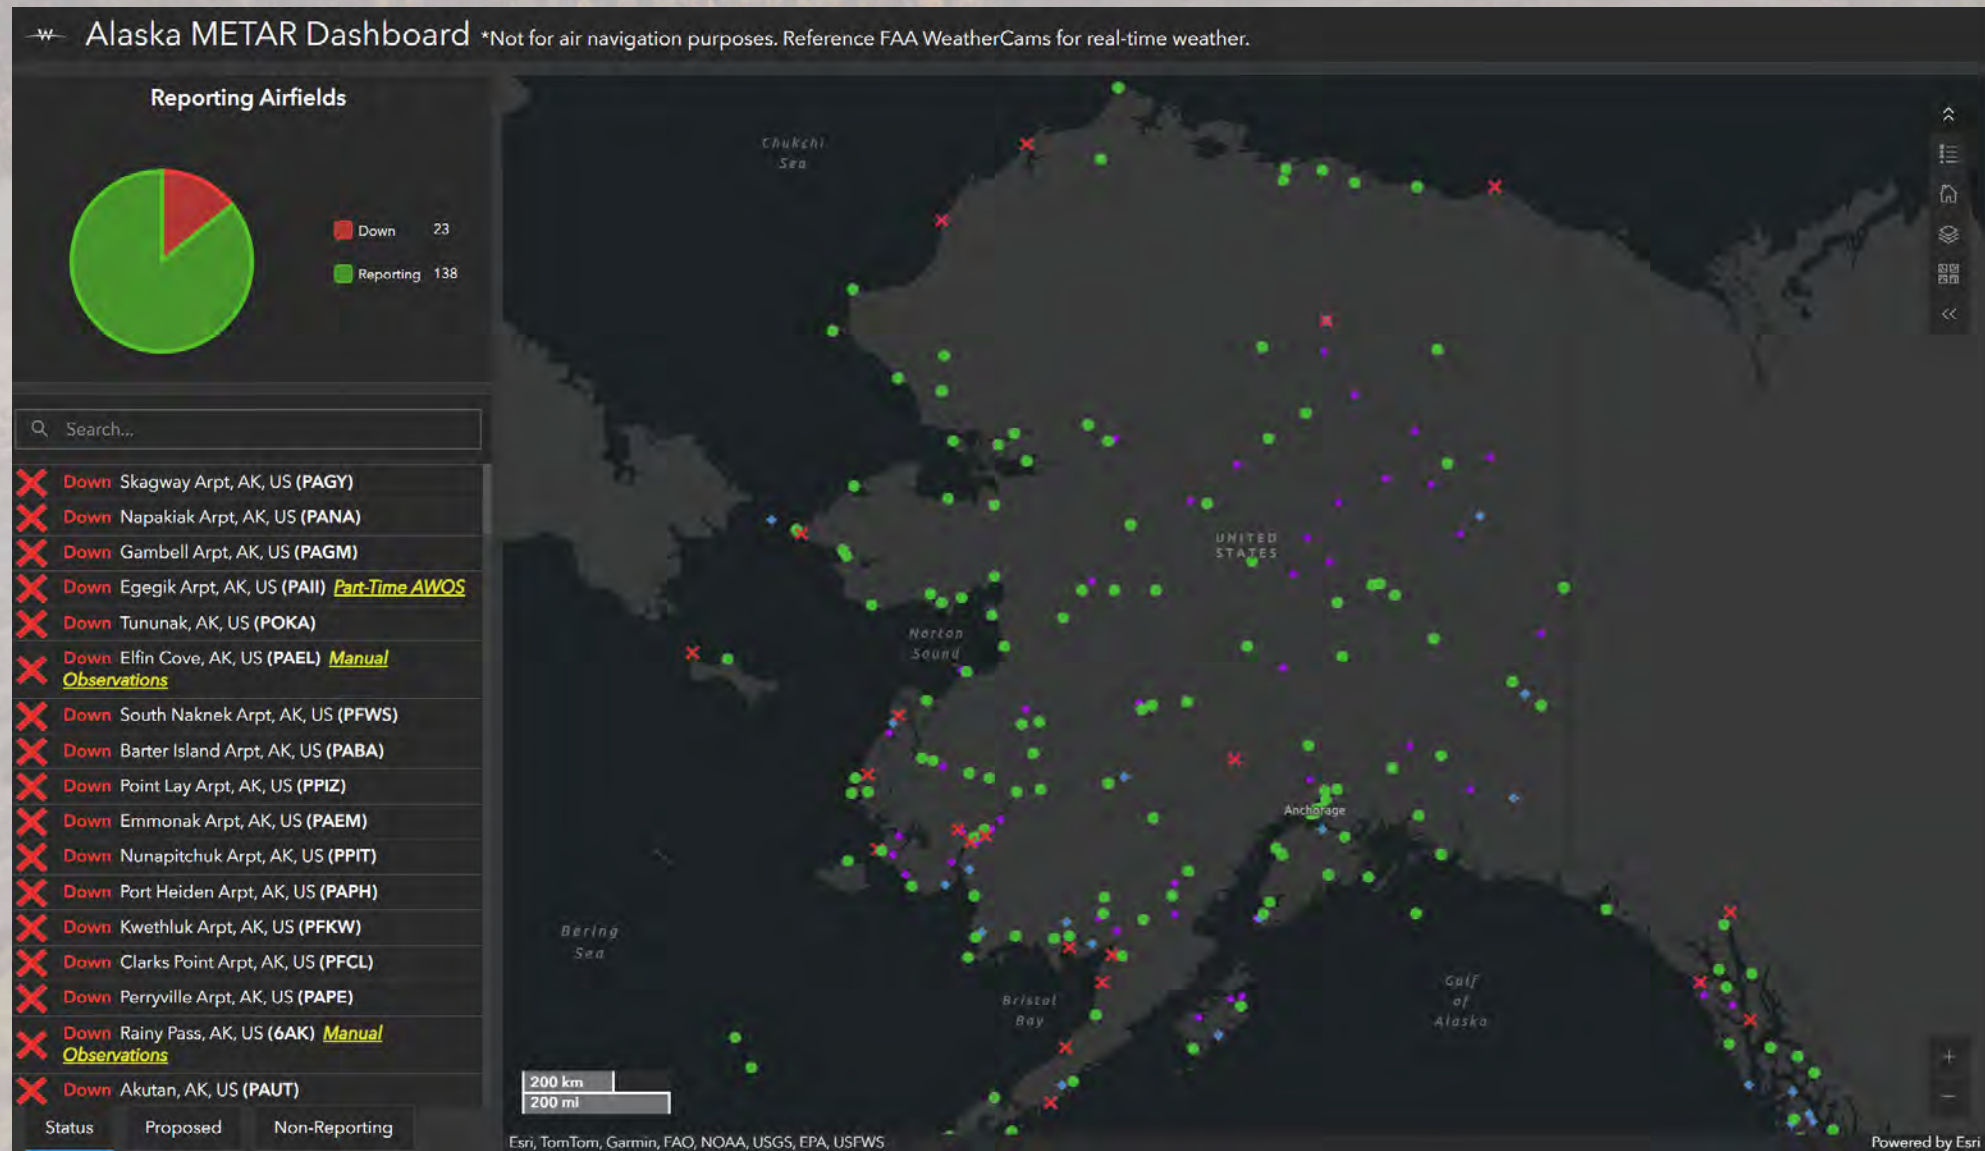 W
Alaska METAR Dashboard *Not for air navigation purposes. Reference FAA WeatherCams for real-time weather.
Reporting Airfields
Down 23
Reporting 138
Search...
Down Skagway Arpt, AK, US (PAGY)
Down Napakiak Arpt, AK, US (PANA)
Down Gambell Arpt, AK, US (PAGM)
Down Egegik Arpt, AK, US (PAII) Part-Time AWOS
Down Tununak, AK, US (POKA)
Down Elfin Cove, AK, US (PAEL) Manual
Observations
Down South Naknek Arpt, AK, US (PFWS)
Down Barter Island Arpt, AK, US (PABA)
Down Point Lay Arpt, AK, US (PPIZ)
Down Emmonak Arpt, AK, US (PAEM)
Down Nunapitchuk Arpt, AK, US (PPIT)
Down Port Heiden Arpt, AK, US (PAPH)
Down Kwethluk Arpt, AK, US (PFKW)
Down Clarks Point Arpt, AK, US (PFCL)
Down Perryville Arpt, AK, US (PAPE)
Down Rainy Pass, AK, US (6AK) Manual
Observations
Down Akutan, AK, US (PAUT)
Status Proposed Non-Reporting
Chukchi
Sea
UNITED
STATES
Norton
Sound
Anchorage
Bering
Sea
Bristol
Bay
Gulf
of
Alaska
200 km
200 mi
Esri, TomTom, Garmin, FAO, NOAA, USGS, EPA, USFWS
Powered by Esri